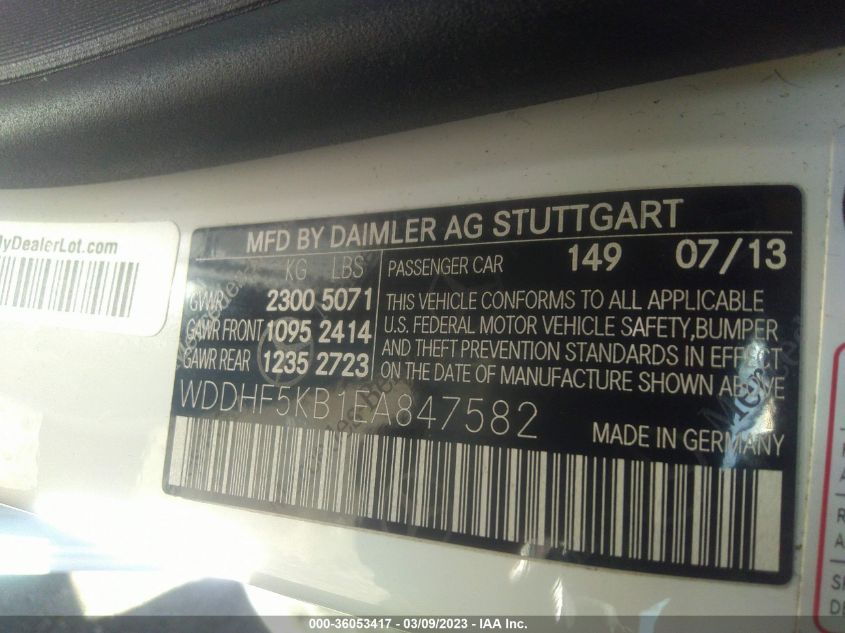 MyDealerLot.com
MFD BY DAIMLER AG STUTTGART
KG LBS
GVWR 2300 5071
GAWR FRONT 1095 2414
GAWR REAR 1235 2723
PASSENGER CAR 149 07/13
THIS VEHICLE CONFORMS TO ALL APPLICABLE
U.S. FEDERAL MOTOR VEHICLE SAFETY, BUMPER
AND THEFT PREVENTION STANDARDS IN EFFECT
ON THE DATE OF MANUFACTURE SHOWN ABOVE
WDDHF5KB1EA847582
MADE IN GERMANY
000-36053417 - 03/09/2023 - IAA Inc.